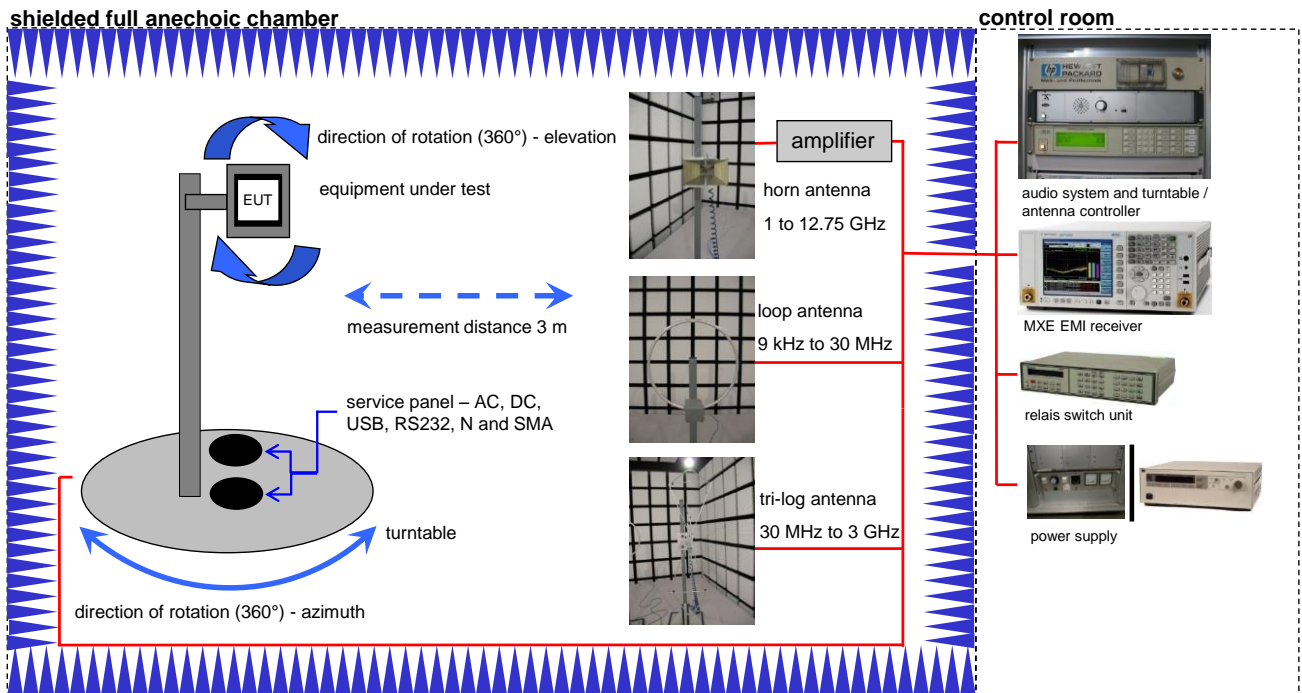 shielded full anechoic chamber
control room
direction of rotation (360°) - elevation
equipment under test
EUT
measurement distance 3 m
service panel – AC, DC,
USB, RS232, N and SMA
turntable
direction of rotation (360°) - azimuth
amplifier
horn antenna
1 to 12.75 GHz
loop antenna
9 kHz to 30 MHz
tri-log antenna
30 MHz to 3 GHz
hp
HEWLETT
PACKARD
audio system and turntable /
antenna controller
MXE EMI receiver
relais switch unit
power supply